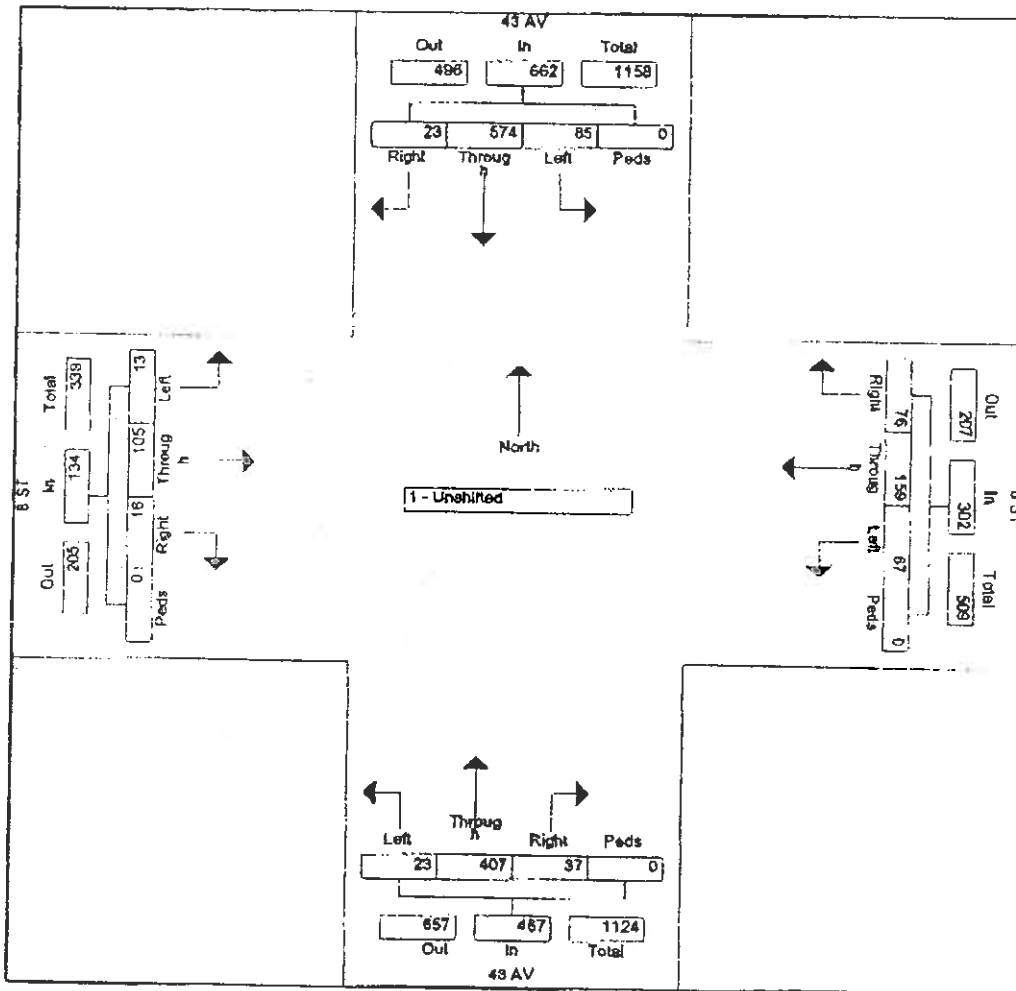 43 AV
Out In Total
496 662 1158
23 574 65 0
Right Throug Left Peds
h
Total In Out
339 134 205
8 ST
13 105 16 0
Left Throug Right Peds
h
North
1 - Unshifted
Right Throug Left Peds
h
76 159 67 0
Out In Total
207 302 509
Left Throug Right Peds
h
23 407 37 0
657 467 1124
Out In Total
43 AV